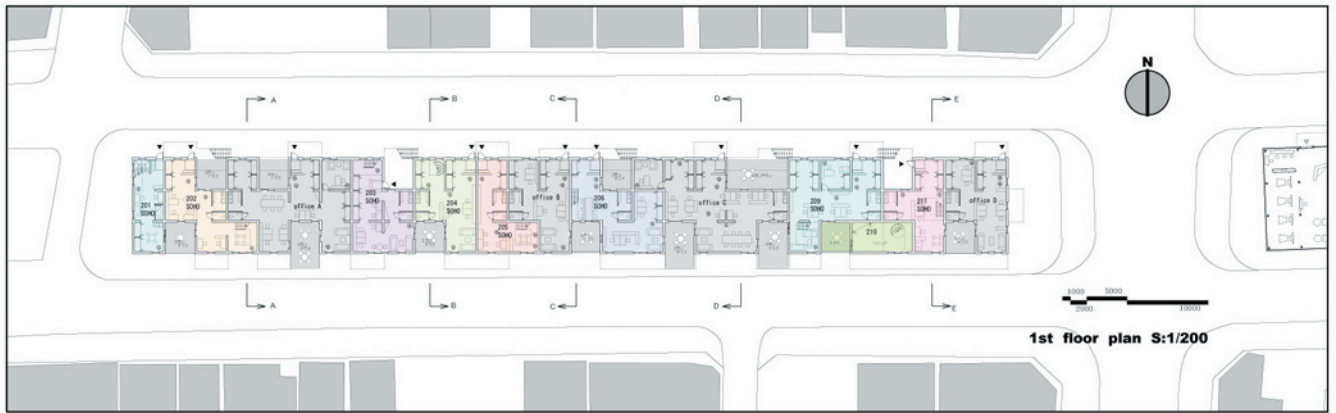 N
A
B
C
D
E
201
SOHO
202
SOHO
office A
203
SOHO
204
SOHO
205
SOHO
office B
206
SOHO
office C
209
SOHO
210
211
SOHO
office D
A
B
C
D
E
1000 5000
2000 10000
1st floor plan S:1/200